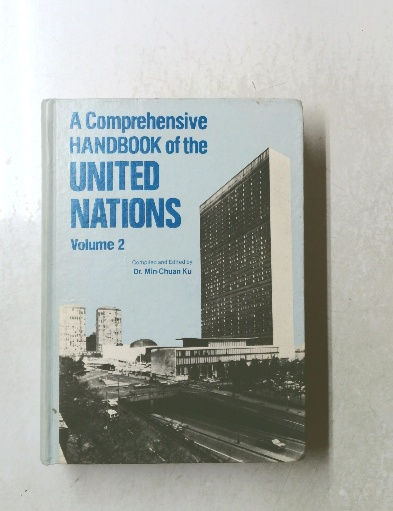 A Comprehensive
HANDBOOK of the
UNITED
NATIONS
Volume 2
Compiled and Edited by
Dr. Min-Chuan Ku